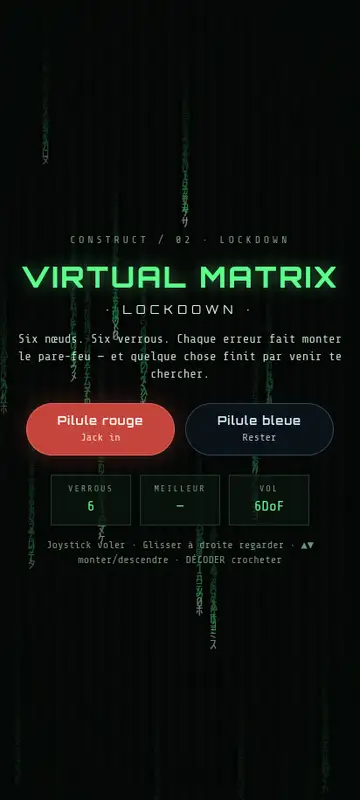 CONSTRUCT / 02 · LOCKDOWN
VIRTUAL MATRIX
· LOCKDOWN ·
Six nœuds. Six verrous. Chaque erreur fait monter
le pare-feu — et quelque chose finit par venir te
chercher.
Pilule rouge
Jack in
Pilule bleue
Rester
VERROUS
6
MEILLEUR
—
VOL
6DoF
Joystick voler · Glisser à droite regarder · ▲▼
monter/descendre · DÉCODER crocheter